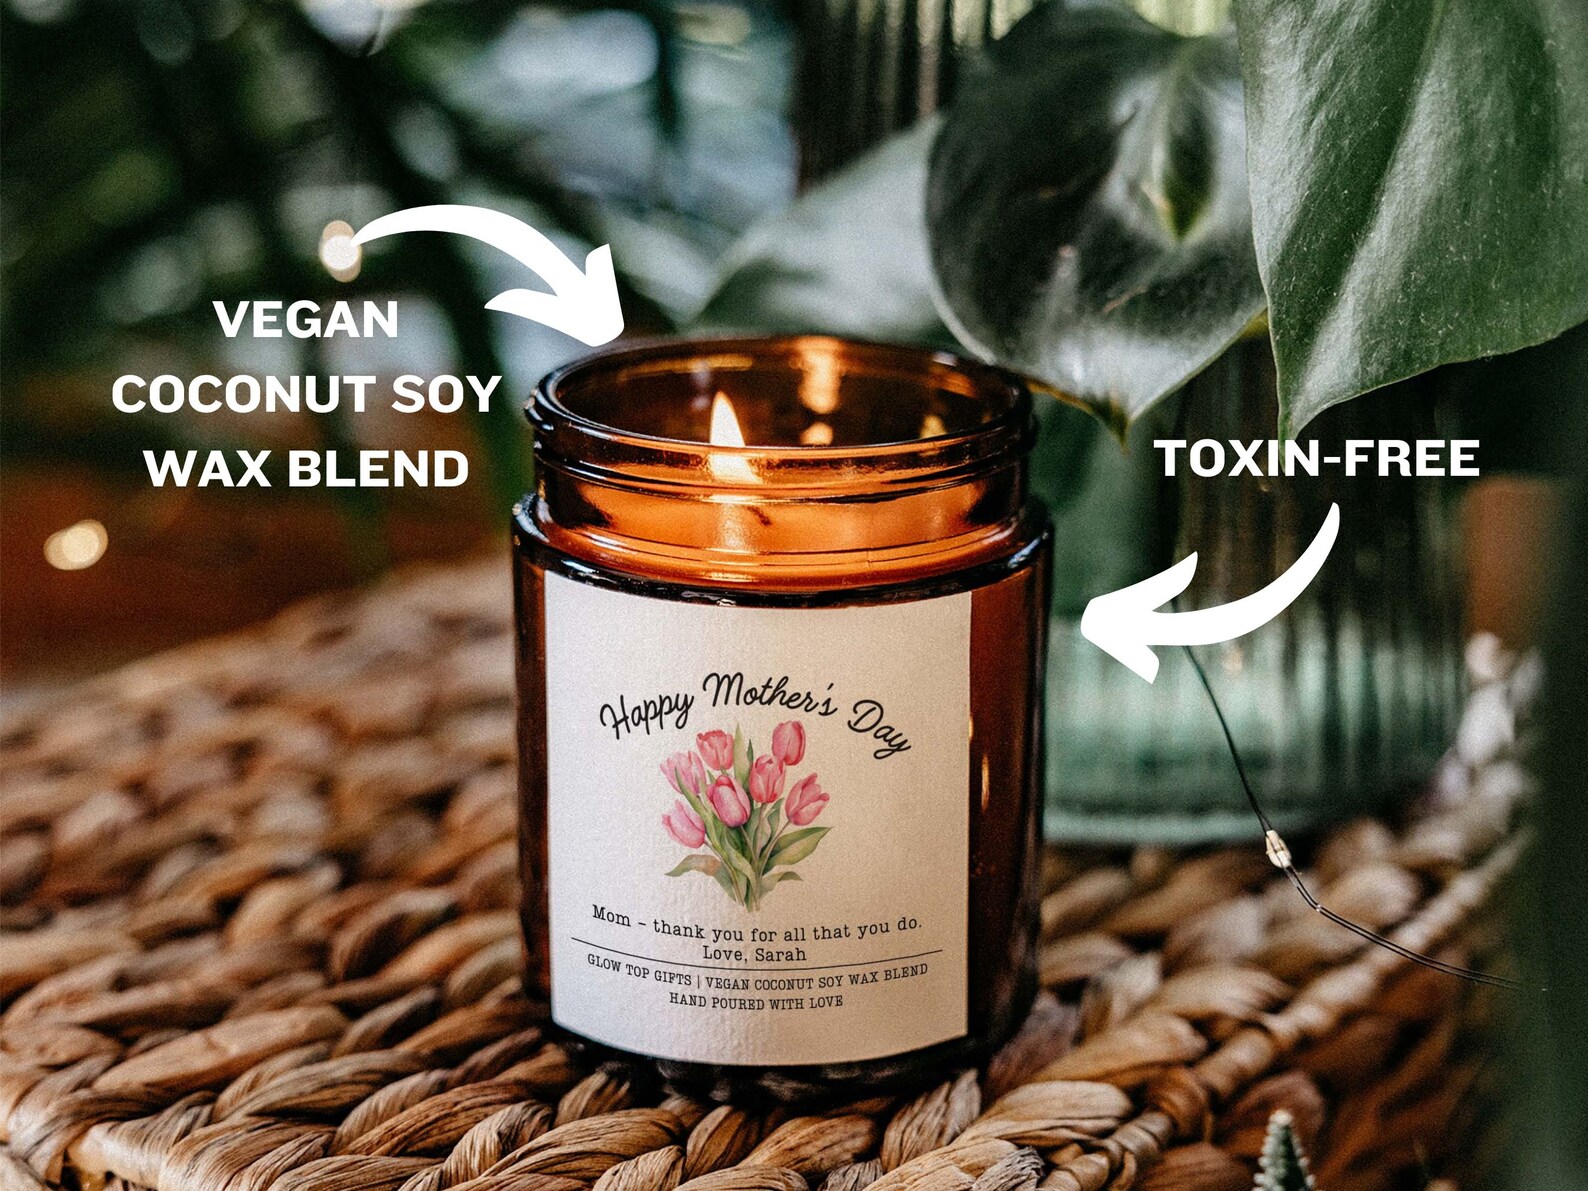 VEGAN
COCONUT SOY
WAX BLEND
TOXIN-FREE
Happy Mother's Day
Mom – thank you for all that you do.
Love, Sarah
GLOW TOP GIFTS | VEGAN COCONUT SOY WAX BLEND
HAND POURED WITH LOVE